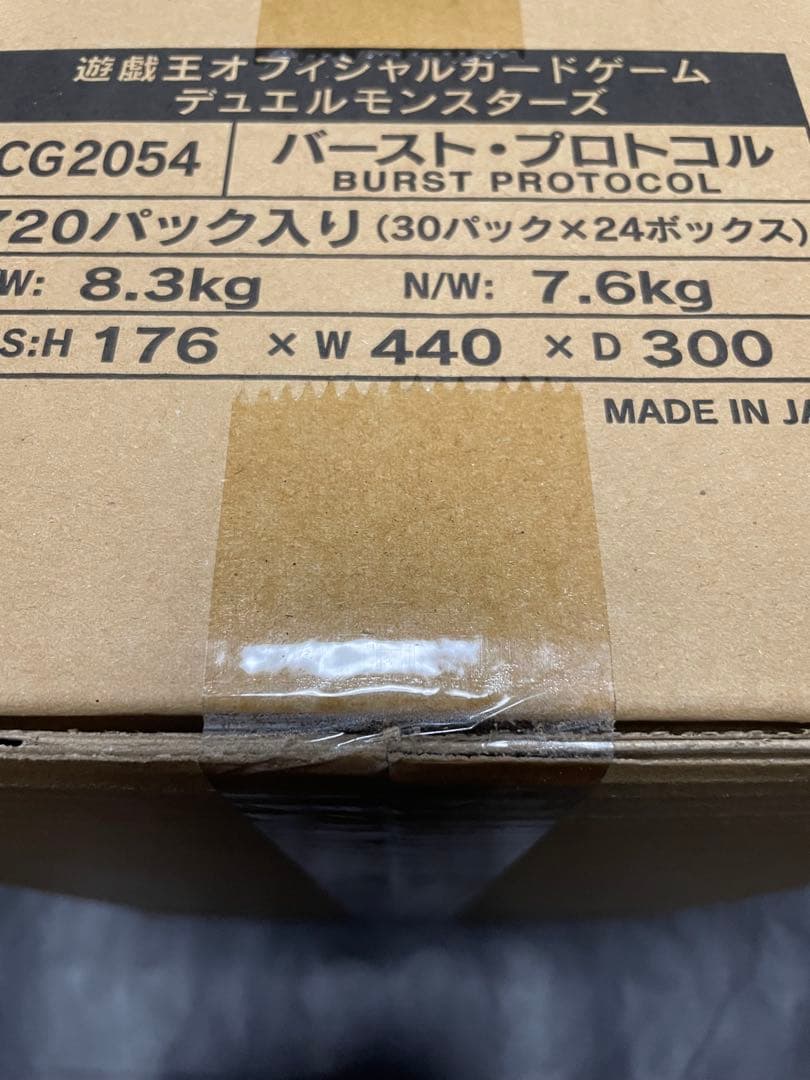 遊戯王オフィシャルカードゲーム
デュエルモンスターズ
CG2054
バースト・プロトコル
BURST PROTOCOL
720パック入り(30パック×24ボックス)
W: 8.3kg N/W: 7.6kg
S:H 176 × W 440 × D 300
MADE IN JA